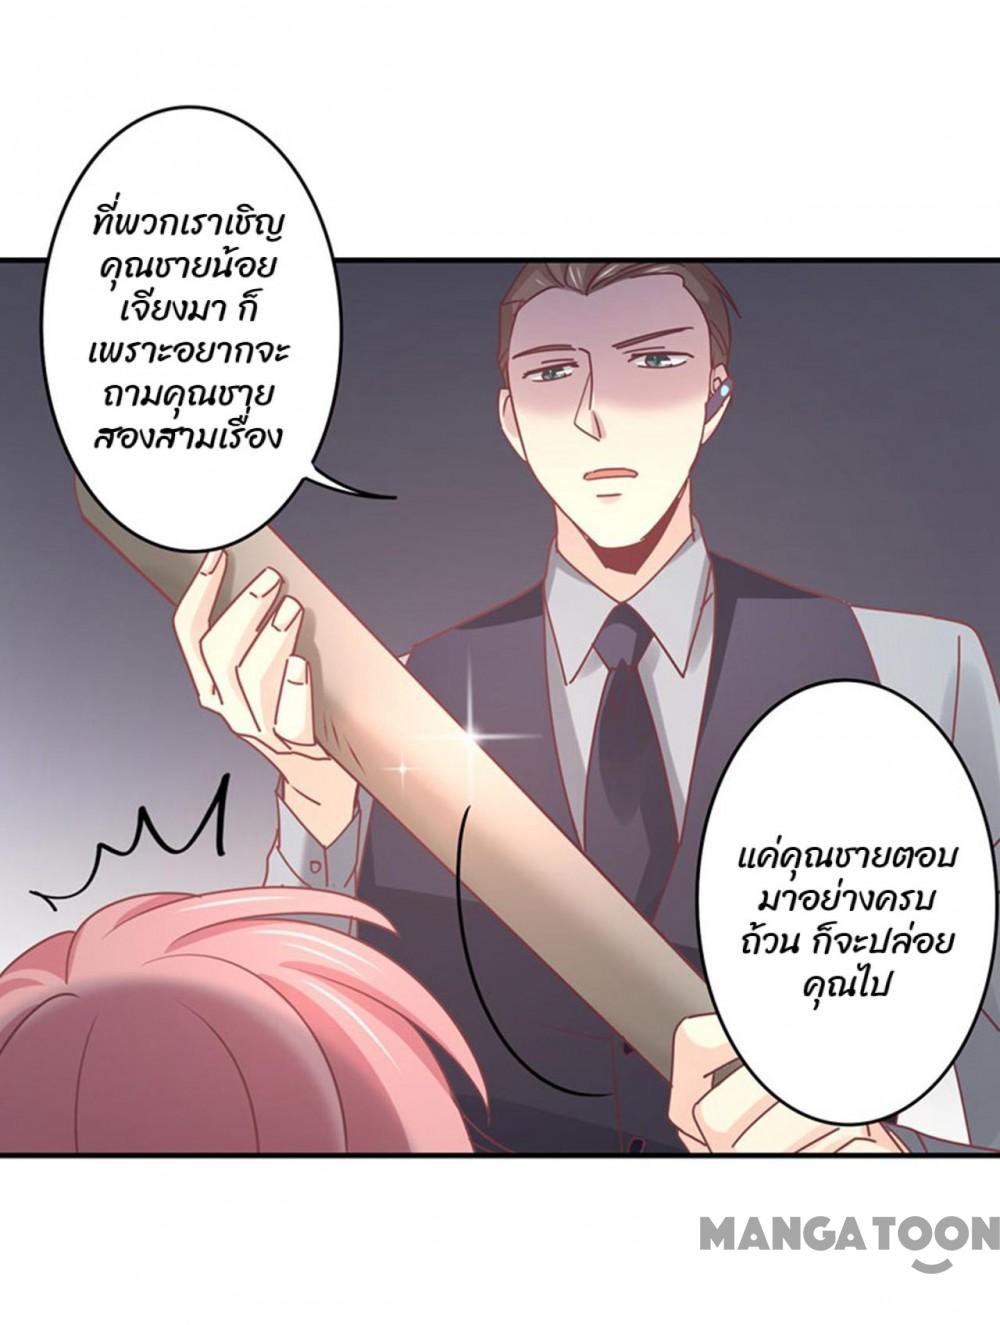 ที่พวกเราเชิญ
คุณชายน้อย
เจียงมา ก็
เพราะอยากจะ
ถามคุณชาย
สองสามเรื่อง
แค่คุณชายตอบ
มาอย่างครบ
ถ้วน ก็จะปล่อย
คุณไป
MANGATOON